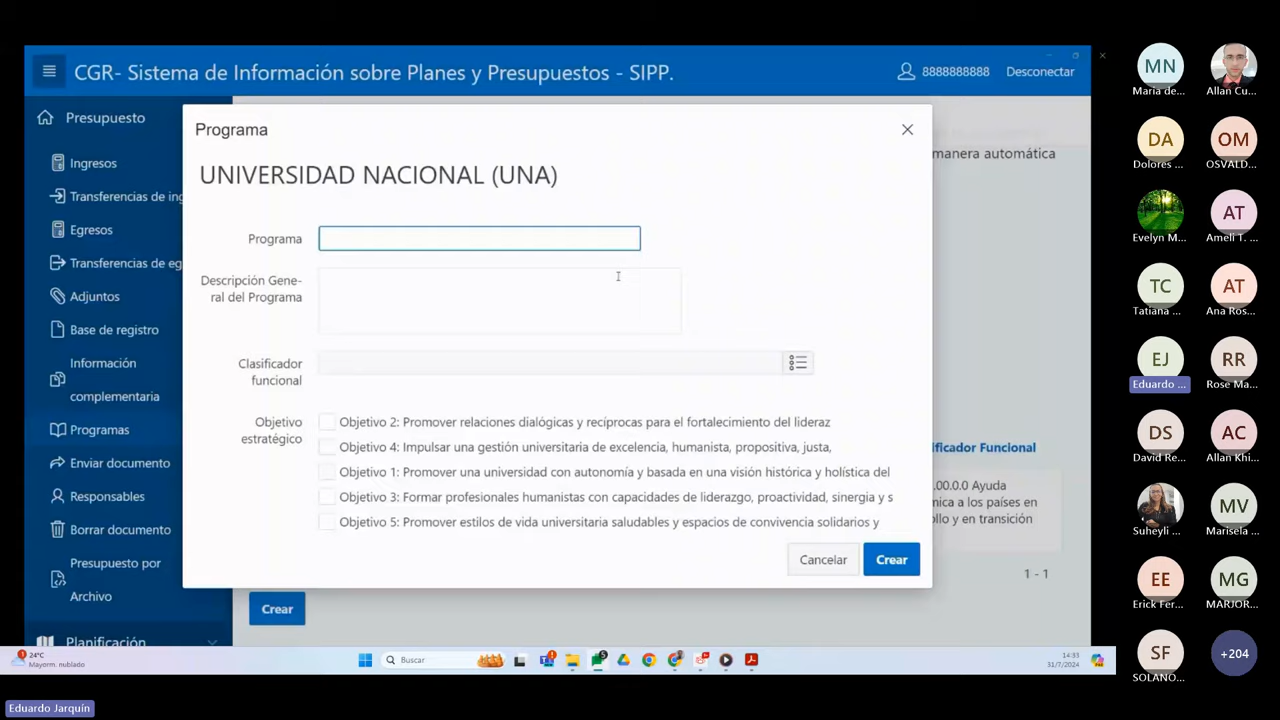 CGR- Sistema de Información sobre Planes y Presupuestos - SIPP.
8888888888
Desconectar
Presupuesto
Ingresos
Transferencias de ing
Egresos
Transferencias de eg
Adjuntos
Base de registro
Información
complementaria
Programas
Enviar documento
Responsables
Borrar documento
Presupuesto por
Archivo
Planificación
Programa
UNIVERSIDAD NACIONAL (UNA)
Programa
Descripción Gene-
ral del Programa
Clasificador
funcional
Objetivo
estratégico
Objetivo 2: Promover relaciones dialógicas y recíprocas para el fortalecimiento del lideraz
Objetivo 4: Impulsar una gestión universitaria de excelencia, humanista, propositiva, justa,
Objetivo 1: Promover una universidad con autonomía y basada en una visión histórica y holística del
Objetivo 3: Formar profesionales humanistas con capacidades de liderazgo, proactividad, sinergia y s
Objetivo 5: Promover estilos de vida universitaria saludables y espacios de convivencia solidarios y
Cancelar
Crear
manera automática
ificador Funcional
.00.0.0 Ayuda
mica a los países en
ollo y en transición
1 - 1
Crear
24°C
Mayorm. nublado
Buscar
14:33
31/7/2024
MN
Maria de...
Allan Cu...
DA
Dolores ...
OM
OSVALD...
Evelyn M...
AT
Ameli T. ...
TC
Tatiana ...
AT
Ana Ros...
EJ
Eduardo ...
RR
Rose Ma...
DS
David Re...
AC
Allan Khi...
Suheyli ...
MV
Marisela ...
EE
Erick Fer...
MG
MARJOR...
SF
SOLANO...
+204
Eduardo Jarquín